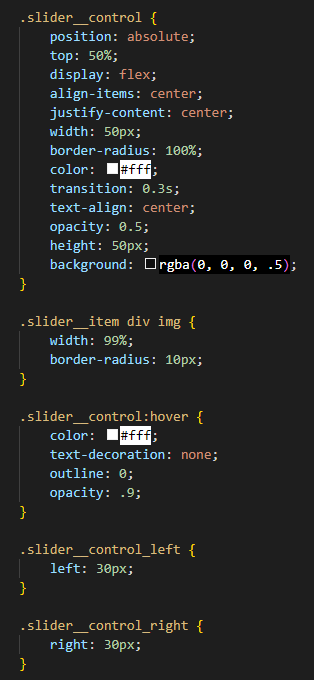 .slider__control {
position: absolute;
top: 50%;
display: flex;
align-items: center;
justify-content: center;
width: 50px;
border-radius: 100%;
color: #fff;
transition: 0.3s;
text-align: center;
opacity: 0.5;
height: 50px;
background: rgba(0, 0, 0, .5);
}
.slider__item div img {
width: 99%;
border-radius: 10px;
}
.slider__control:hover {
color: #fff;
text-decoration: none;
outline: 0;
opacity: .9;
}
.slider__control_left {
left: 30px;
}
.slider__control_right {
right: 30px;
}